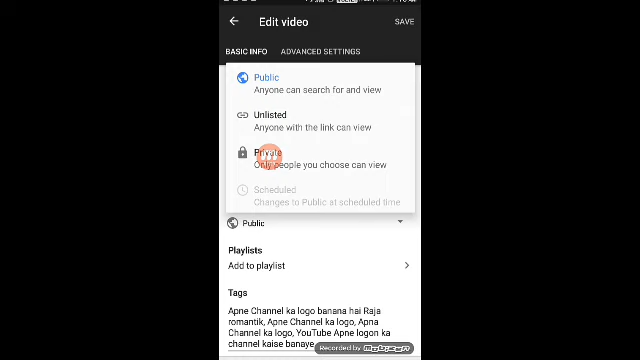 Edit video
SAVE
BASIC INFO
ADVANCED SETTINGS
Public
Anyone can search for and view
Unlisted
Anyone with the link can view
Private
Only people you choose can view
Scheduled
Changes to Public at scheduled time
Public
Playlists
Add to playlist
Tags
Apne Channel ka logo banana hai Raja
romantik, Apne Channel ka logo, Apna
Channel ka logo, YouTube Apne logon ka
channel kaise banaye
Recorded by